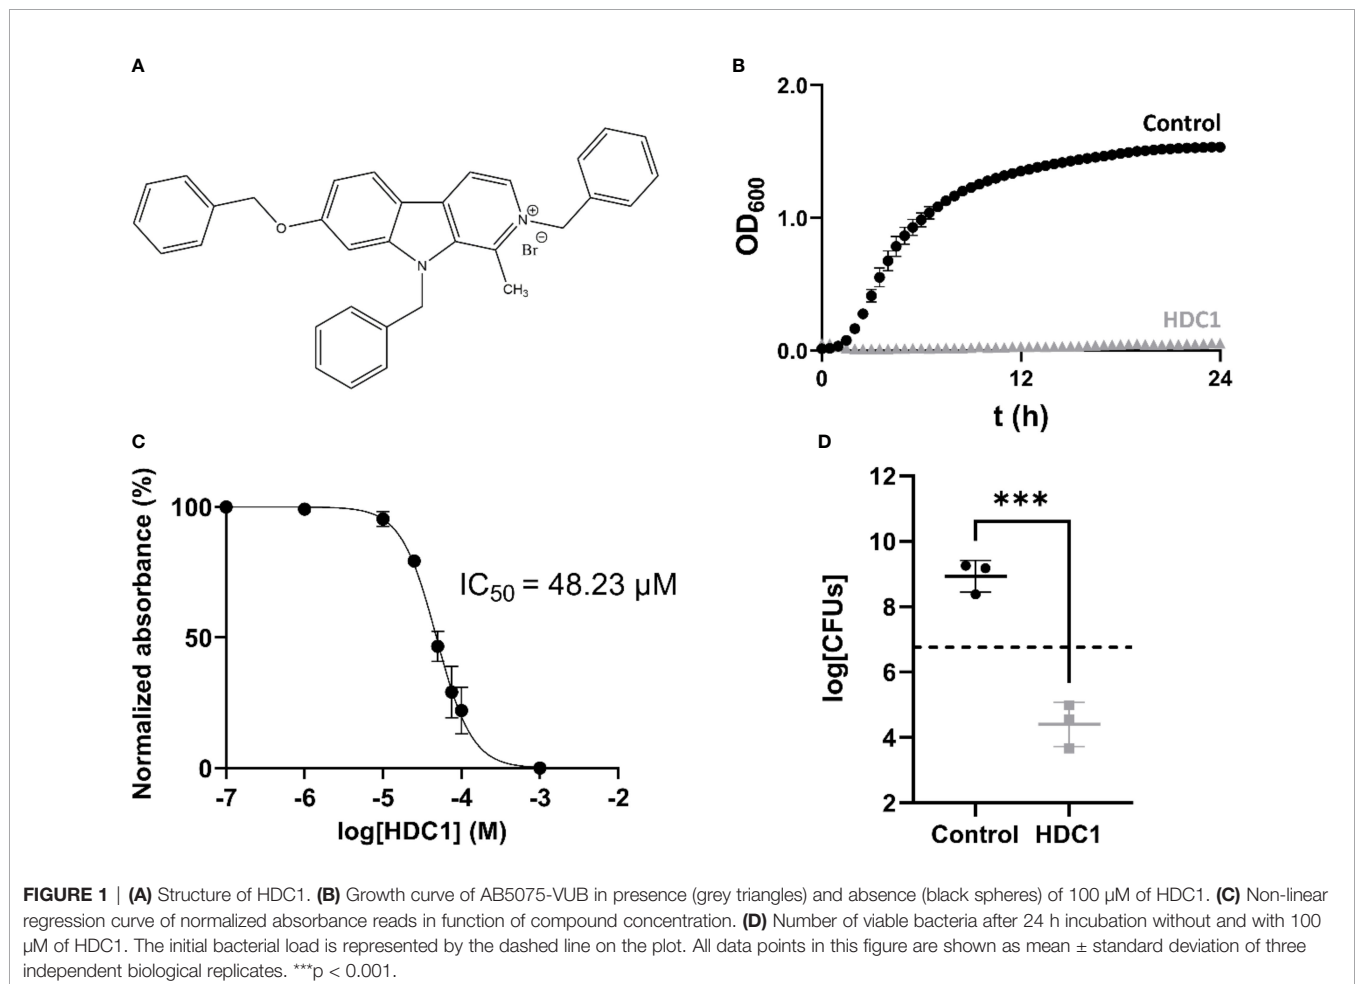 A
O
N
CH3
N+
Br−
B
2.0
1.0
0.0
OD600
Control
HDC1
0
12
24
t (h)
C
Normalized absorbance (%)
100
50
0
IC50 = 48.23 µM
-7
-6
-5
-4
-3
-2
log[HDC1] (M)
D
12
10
8
6
4
2
log[CFUs]
***
Control
HDC1
FIGURE 1 | (A) Structure of HDC1. (B) Growth curve of AB5075-VUB in presence (grey triangles) and absence (black spheres) of 100 µM of HDC1. (C) Non-linear
regression curve of normalized absorbance reads in function of compound concentration. (D) Number of viable bacteria after 24 h incubation without and with 100
µM of HDC1. The initial bacterial load is represented by the dashed line on the plot. All data points in this figure are shown as mean ± standard deviation of three
independent biological replicates. ***p < 0.001.